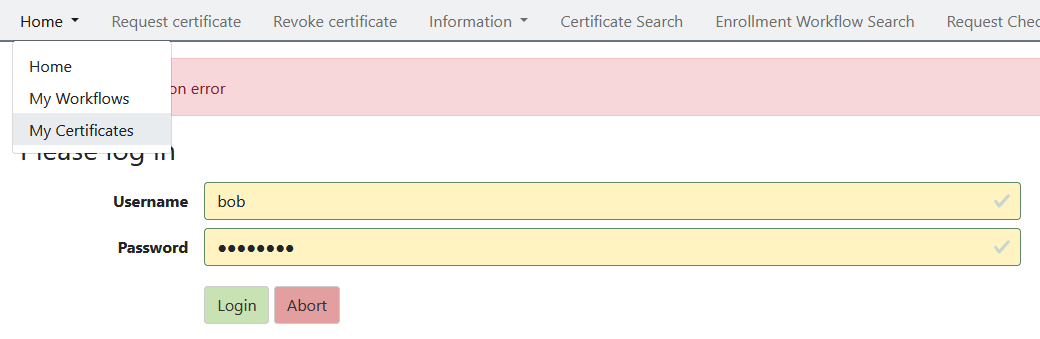 Home Request certificate Revoke certificate Information Certificate Search Enrollment Workflow Search Request
Home
on error
My Workflows
My Certificates
Please log in
Username bob
Password ●●●●●●●●
Login Abort